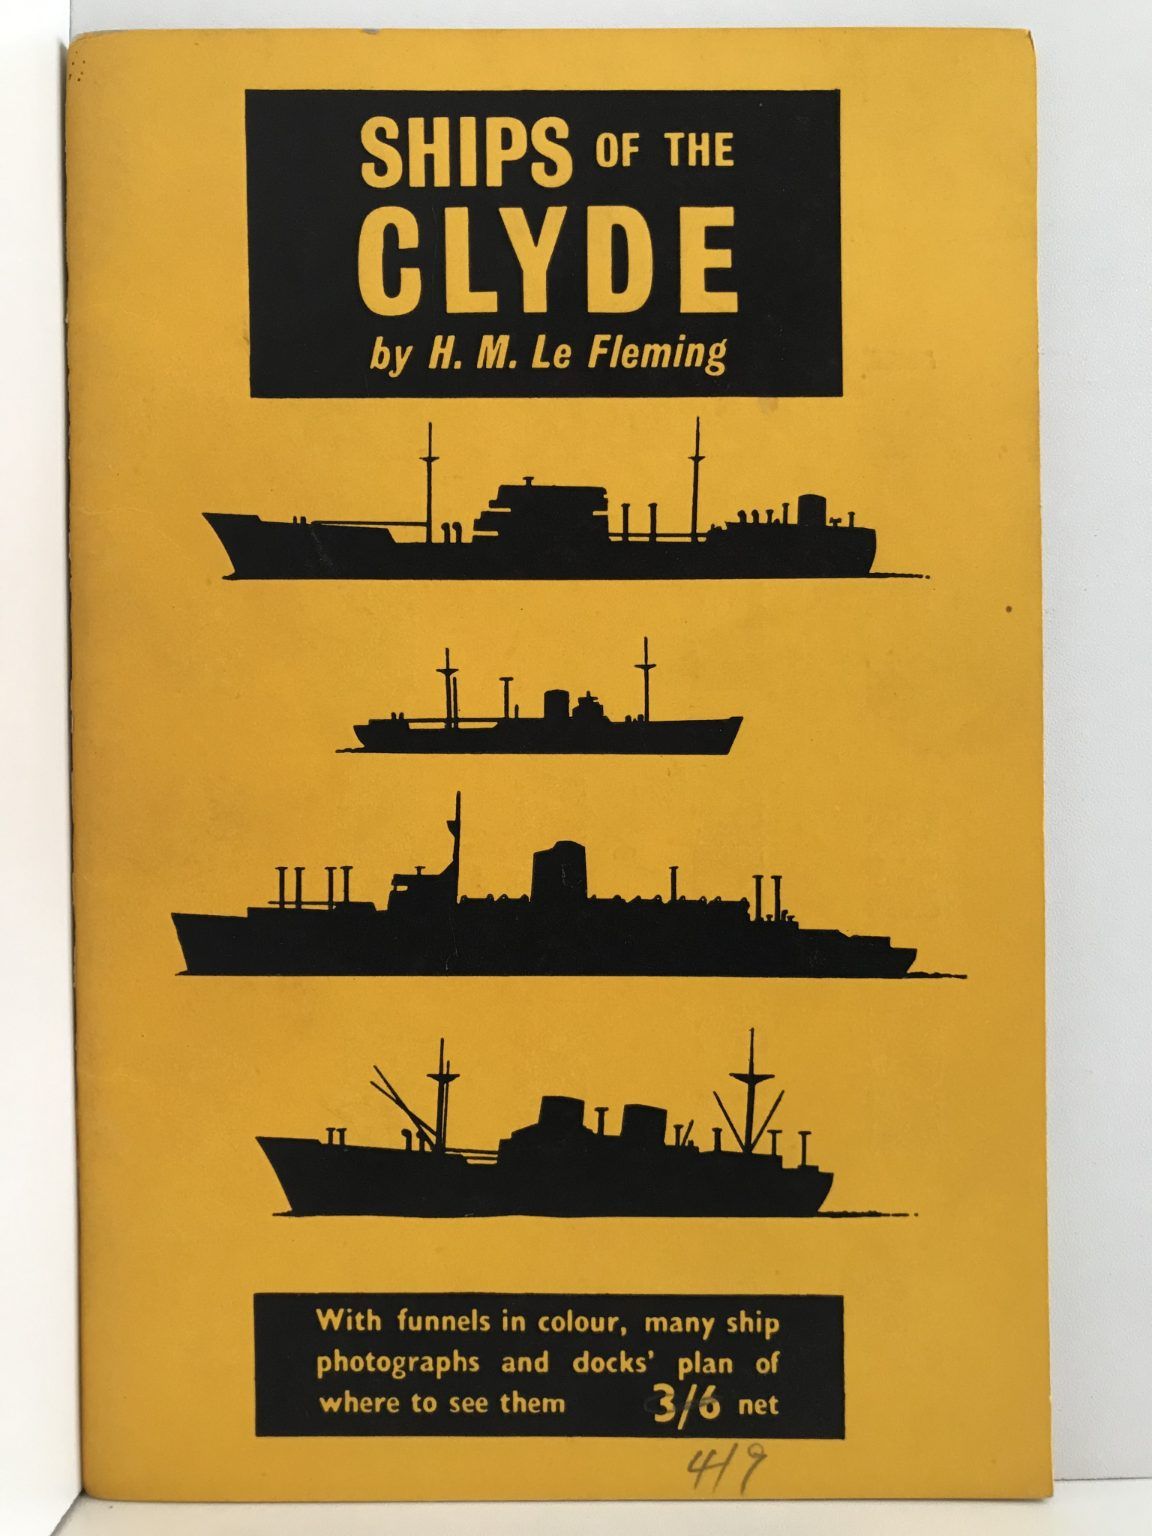 SHIPS OF THE
CLYDE
by H. M. Le Fleming
With funnels in colour, many ship
photographs and docks' plan of
where to see them 3/6 net
4/9